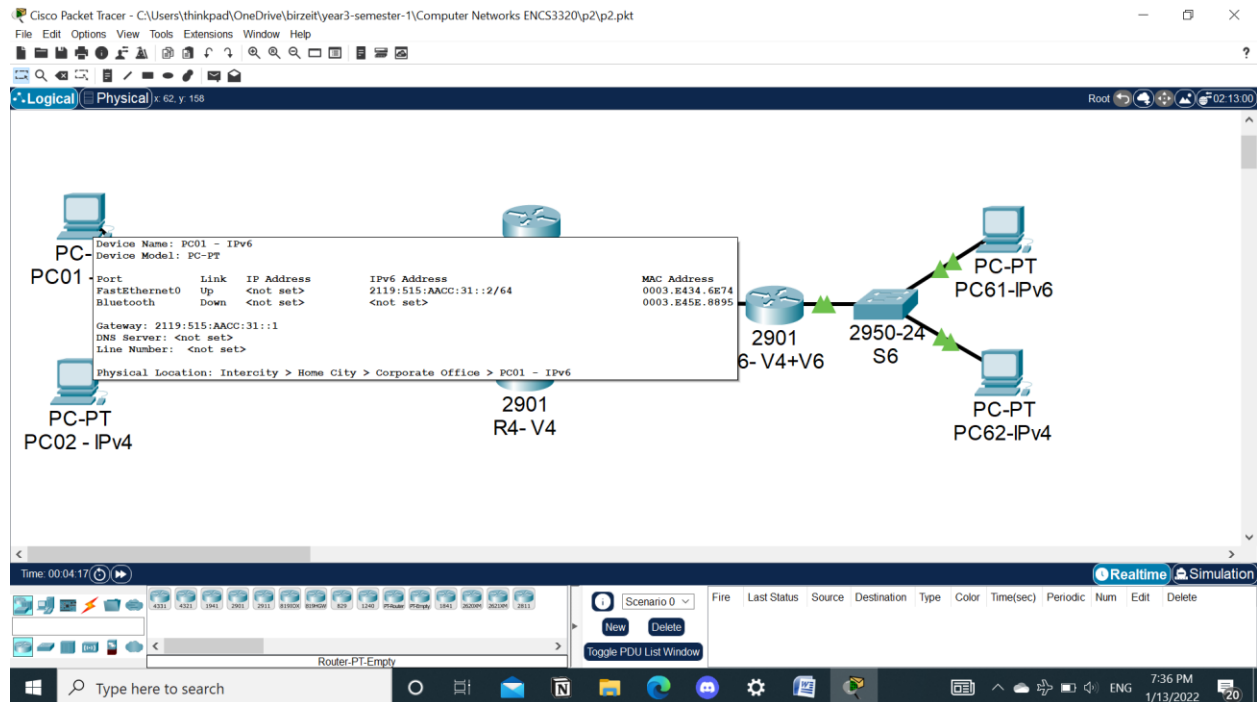 Cisco Packet Tracer - C:\Users\thinkpad\OneDrive\birzeit\year3-semester-1\Computer Networks ENCS3320\p2\p2.pkt
File Edit Options View Tools Extensions Window Help
?
Logical Physical x: 62, y: 158 Root 02:13:00
Device Name: PC01 - IPv6
Device Model: PC-PT
Port Link IP Address IPv6 Address MAC Address
FastEthernet0 Up <not set> 2119:515:AACC:31::2/64 0003.E434.6E74
Bluetooth Down <not set> <not set> 0003.E45E.8895
Gateway: 2119:515:AACC:31::1
DNS Server: <not set>
Line Number: <not set>
Physical Location: Intercity > Home City > Corporate Office > PC01 - IPv6
PC-
PC01 -
PC-PT
PC02 - IPv4
2901
R4- V4
2901
6- V4+V6
2950-24
S6
PC-PT
PC61-IPv6
PC-PT
PC62-IPv4
Time: 00:04:17 Realtime Simulation
4331 4321 1941 2901 2911 819IOX 819HGW 829 1240 PT-Router PT-Empty 1841 2620XM 2621XM 2811
Router-PT-Empty
Scenario 0
New Delete
Toggle PDU List Window
Fire Last Status Source Destination Type Color Time(sec) Periodic Num Edit Delete
Type here to search
ENG
7:36 PM
1/13/2022
20